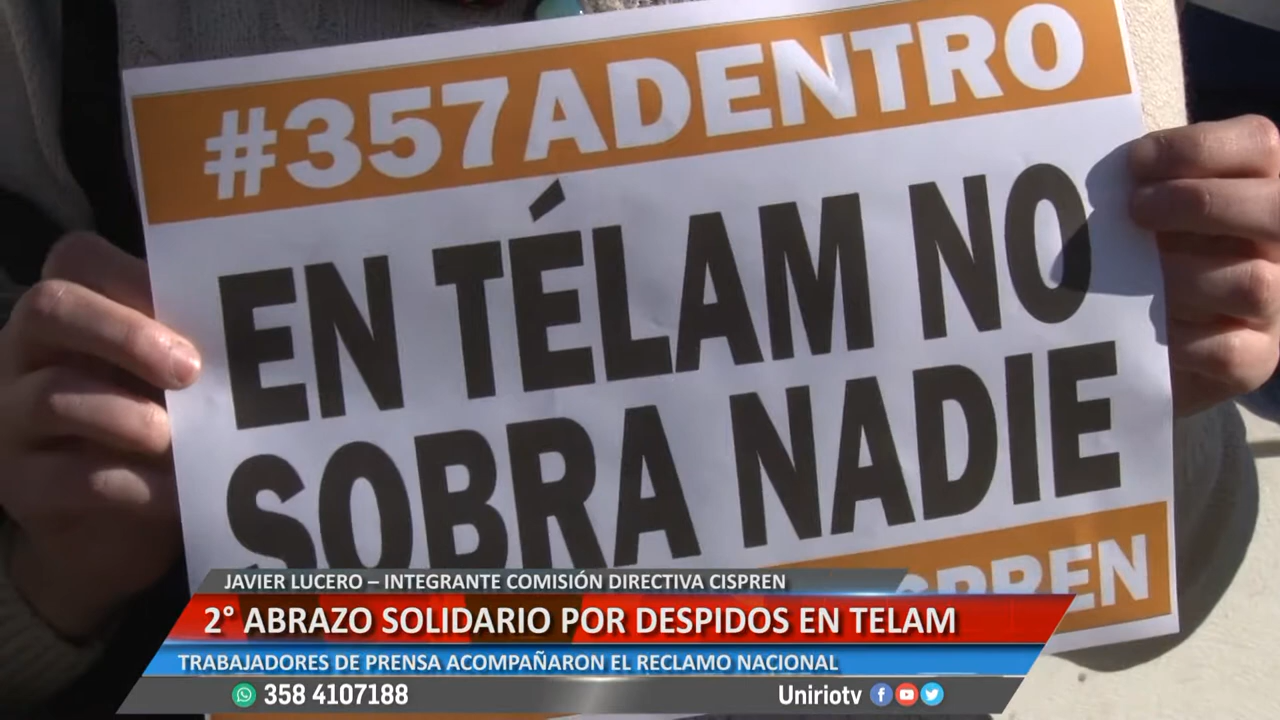 #357ADENTRO
EN TÉLAM NO
SOBRA NADIE
CISPREN
JAVIER LUCERO – INTEGRANTE COMISIÓN DIRECTIVA CISPREN
2° ABRAZO SOLIDARIO POR DESPIDOS EN TELAM
TRABAJADORES DE PRENSA ACOMPAÑARON EL RECLAMO NACIONAL
358 4107188
Uniriotv